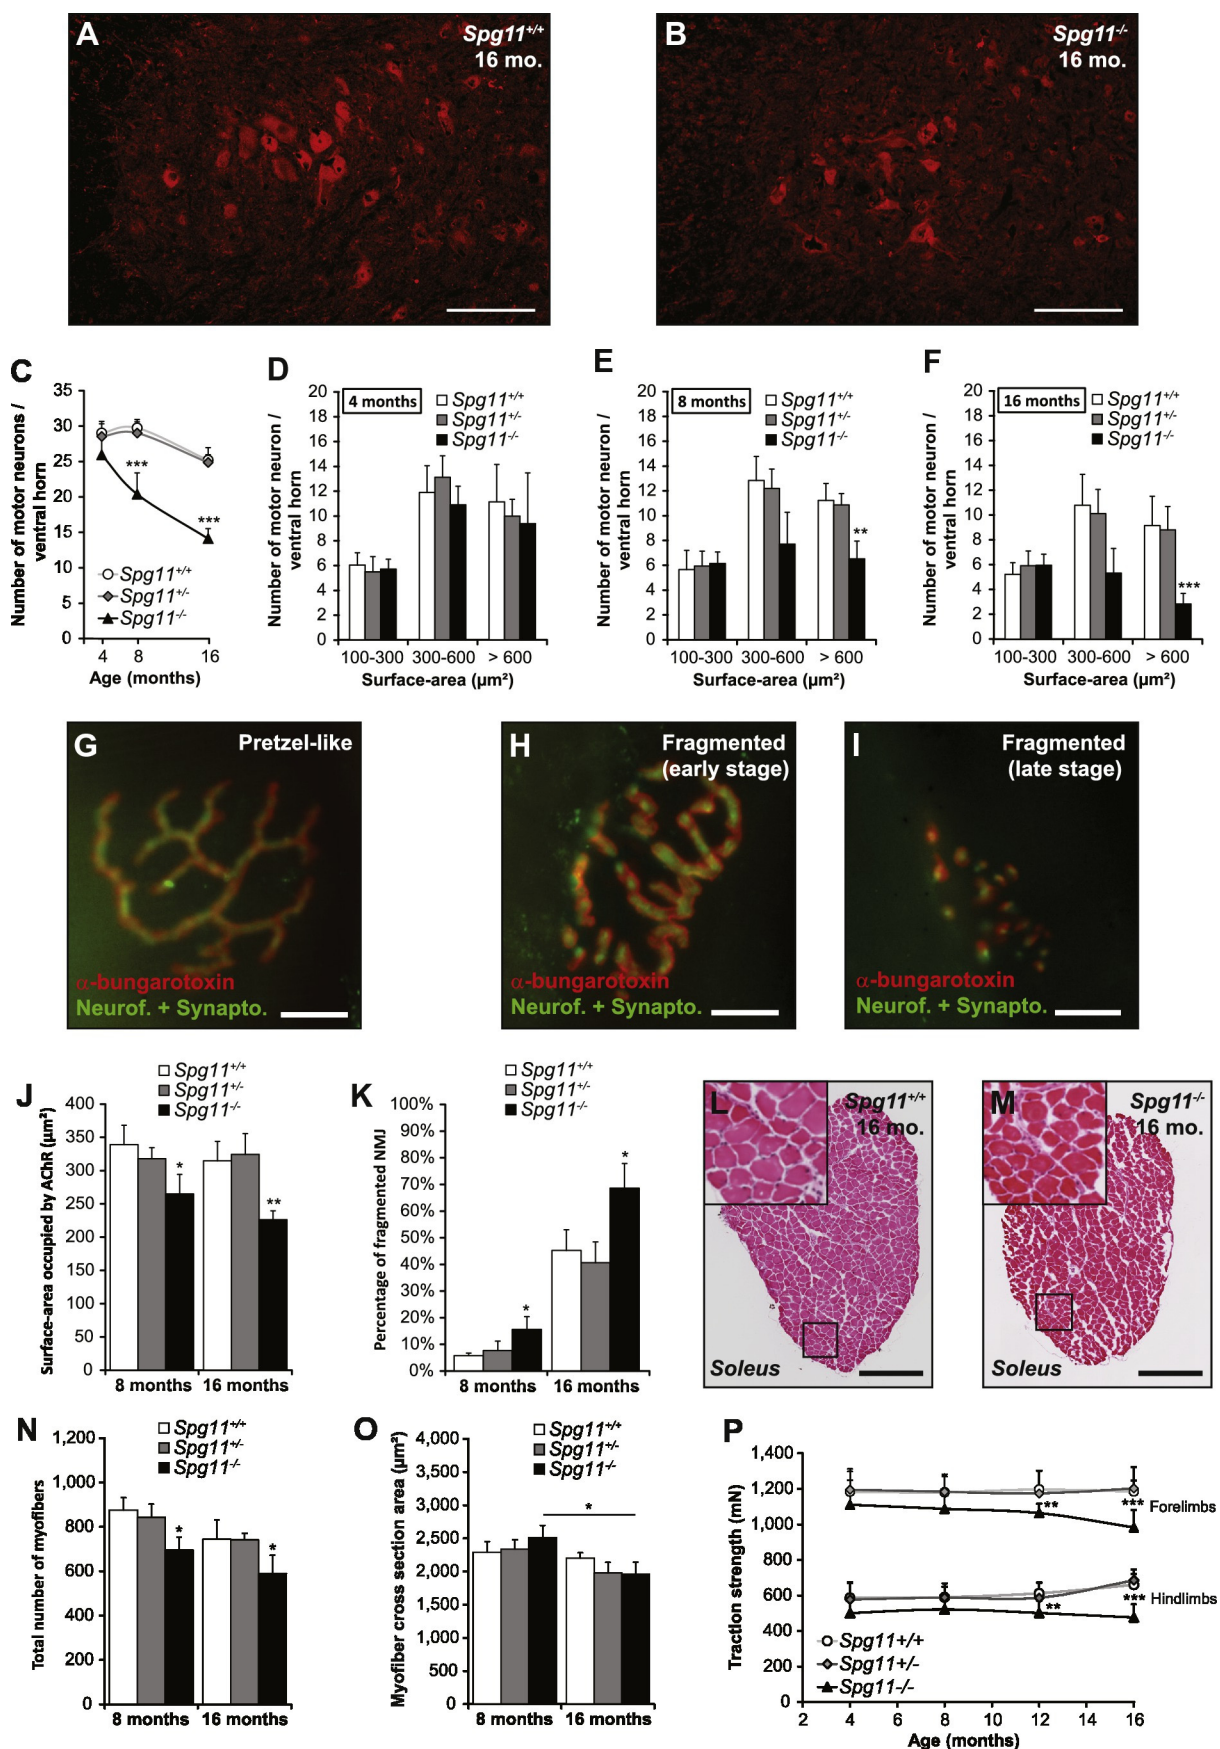 A
Spg11+/+
16 mo.
B
Spg11-/-
16 mo.
C
Number of motor neurons /
ventral horn
35
30
25
20
15
10
5
0
***
***
Spg11+/+
Spg11+/-
Spg11-/-
4 8 16
Age (months)
D
Number of motor neuron /
ventral horn
20
18
16
14
12
10
8
6
4
2
0
4 months
Spg11+/+
Spg11+/-
Spg11-/-
100-300 300-600 > 600
Surface-area (µm²)
E
Number of motor neuron /
ventral horn
20
18
16
14
12
10
8
6
4
2
0
8 months
Spg11+/+
Spg11+/-
Spg11-/-
**
100-300 300-600 > 600
Surface-area (µm²)
F
Number of motor neuron /
ventral horn
20
18
16
14
12
10
8
6
4
2
0
16 months
Spg11+/+
Spg11+/-
Spg11-/-
***
100-300 300-600 > 600
Surface-area (µm²)
G
Pretzel-like
α-bungarotoxin
Neurof. + Synapto.
H
Fragmented
(early stage)
α-bungarotoxin
Neurof. + Synapto.
I
Fragmented
(late stage)
α-bungarotoxin
Neurof. + Synapto.
J
Spg11+/+
Spg11+/-
Spg11-/-
Surface-area occupied by AChR (µm²)
400
350
300
250
200
150
100
50
0
*
**
8 months 16 months
K
Spg11+/+
Spg11+/-
Spg11-/-
Percentage of fragmented NMJ
100%
90%
80%
70%
60%
50%
40%
30%
20%
10%
0%
*
*
8 months 16 months
L
Spg11+/+
16 mo.
Soleus
M
Spg11-/-
16 mo.
Soleus
N
Spg11+/+
Spg11+/-
Spg11-/-
Total number of myofibers
1,200
1,000
800
600
400
200
0
*
*
8 months 16 months
O
Spg11+/+
Spg11+/-
Spg11-/-
Myofiber cross section area (µm²)
4,000
3,500
3,000
2,500
2,000
1,500
1,000
500
0
*
8 months 16 months
P
Traction strength (mN)
1,400
1,200
1,000
800
600
400
200
0
** *** Forelimbs
** *** Hindlimbs
Spg11+/+
Spg11+/-
Spg11-/-
2 4 6 8 10 12 14 16
Age (months)